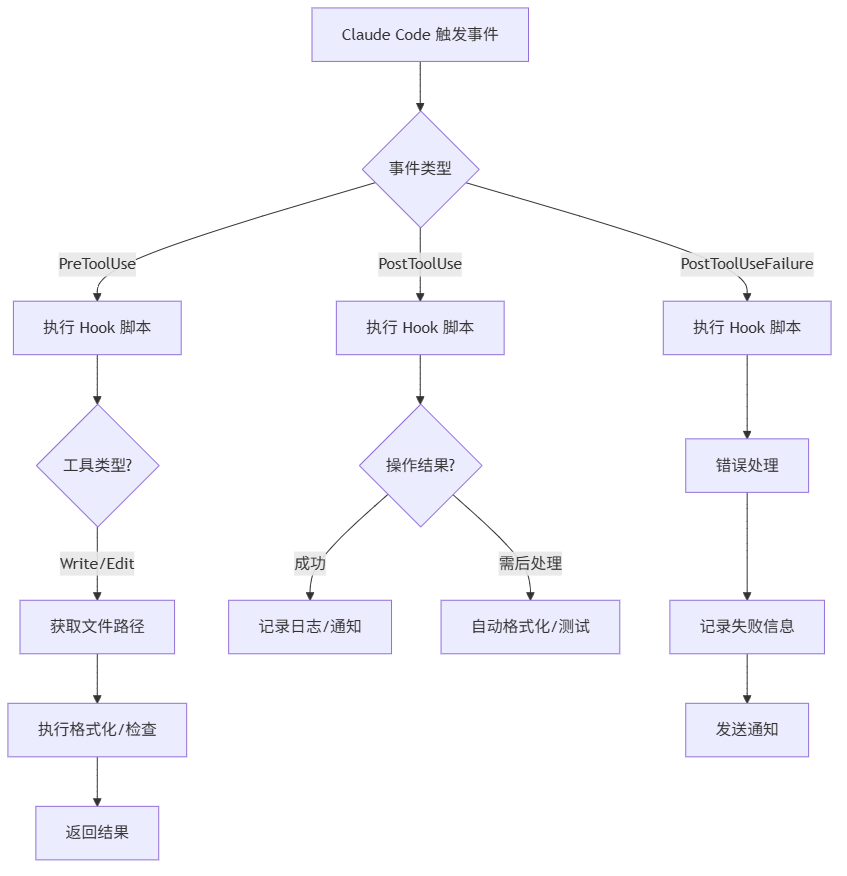 Claude Code 触发事件
事件类型
PreToolUse
PostToolUse
PostToolUseFailure
执行 Hook 脚本
执行 Hook 脚本
执行 Hook 脚本
工具类型?
操作结果?
错误处理
Write/Edit
成功
需后处理
获取文件路径
记录日志/通知
自动格式化/测试
记录失败信息
执行格式化/检查
发送通知
返回结果